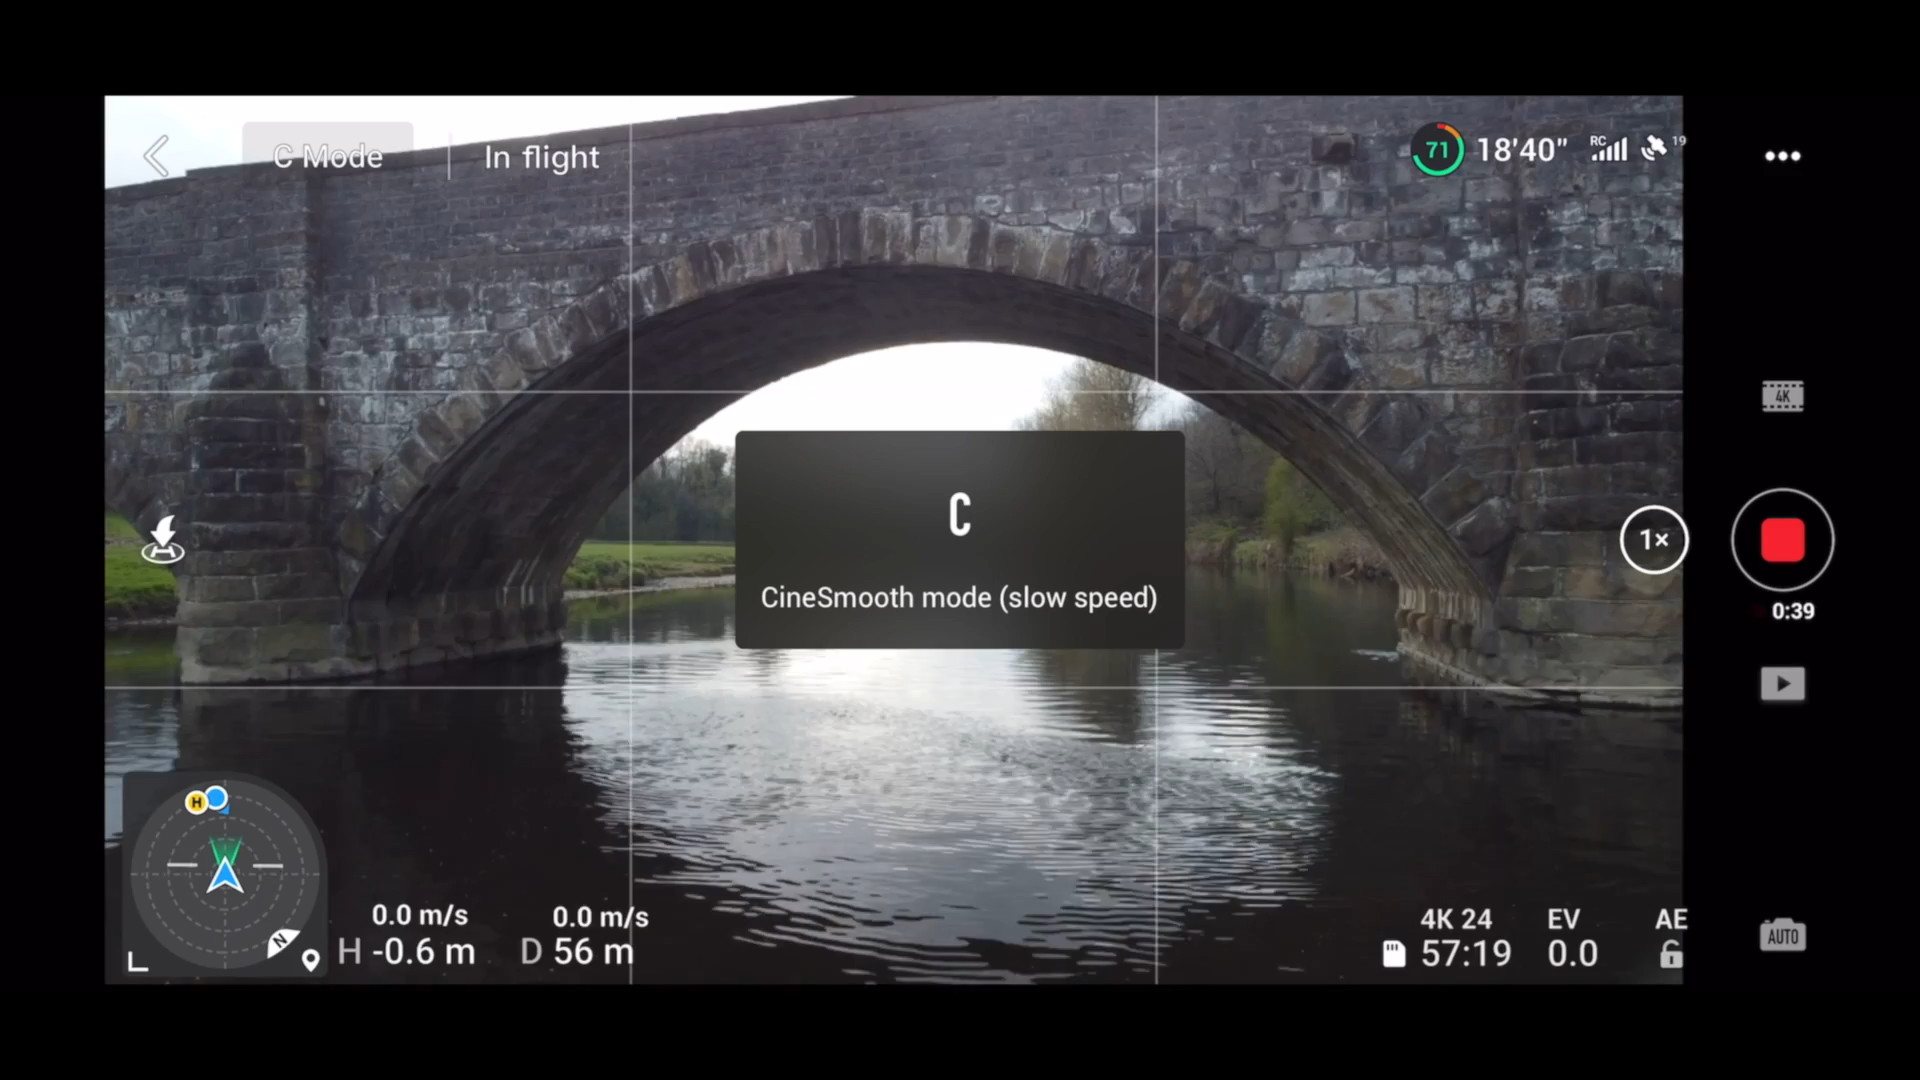 C Mode
In flight
71
18'40"
RC
19
4K
C
CineSmooth mode (slow speed)
1×
0:39
H
N
0.0 m/s
0.0 m/s
H -0.6 m
D 56 m
4K 24
EV
AE
57:19
0.0
AUTO